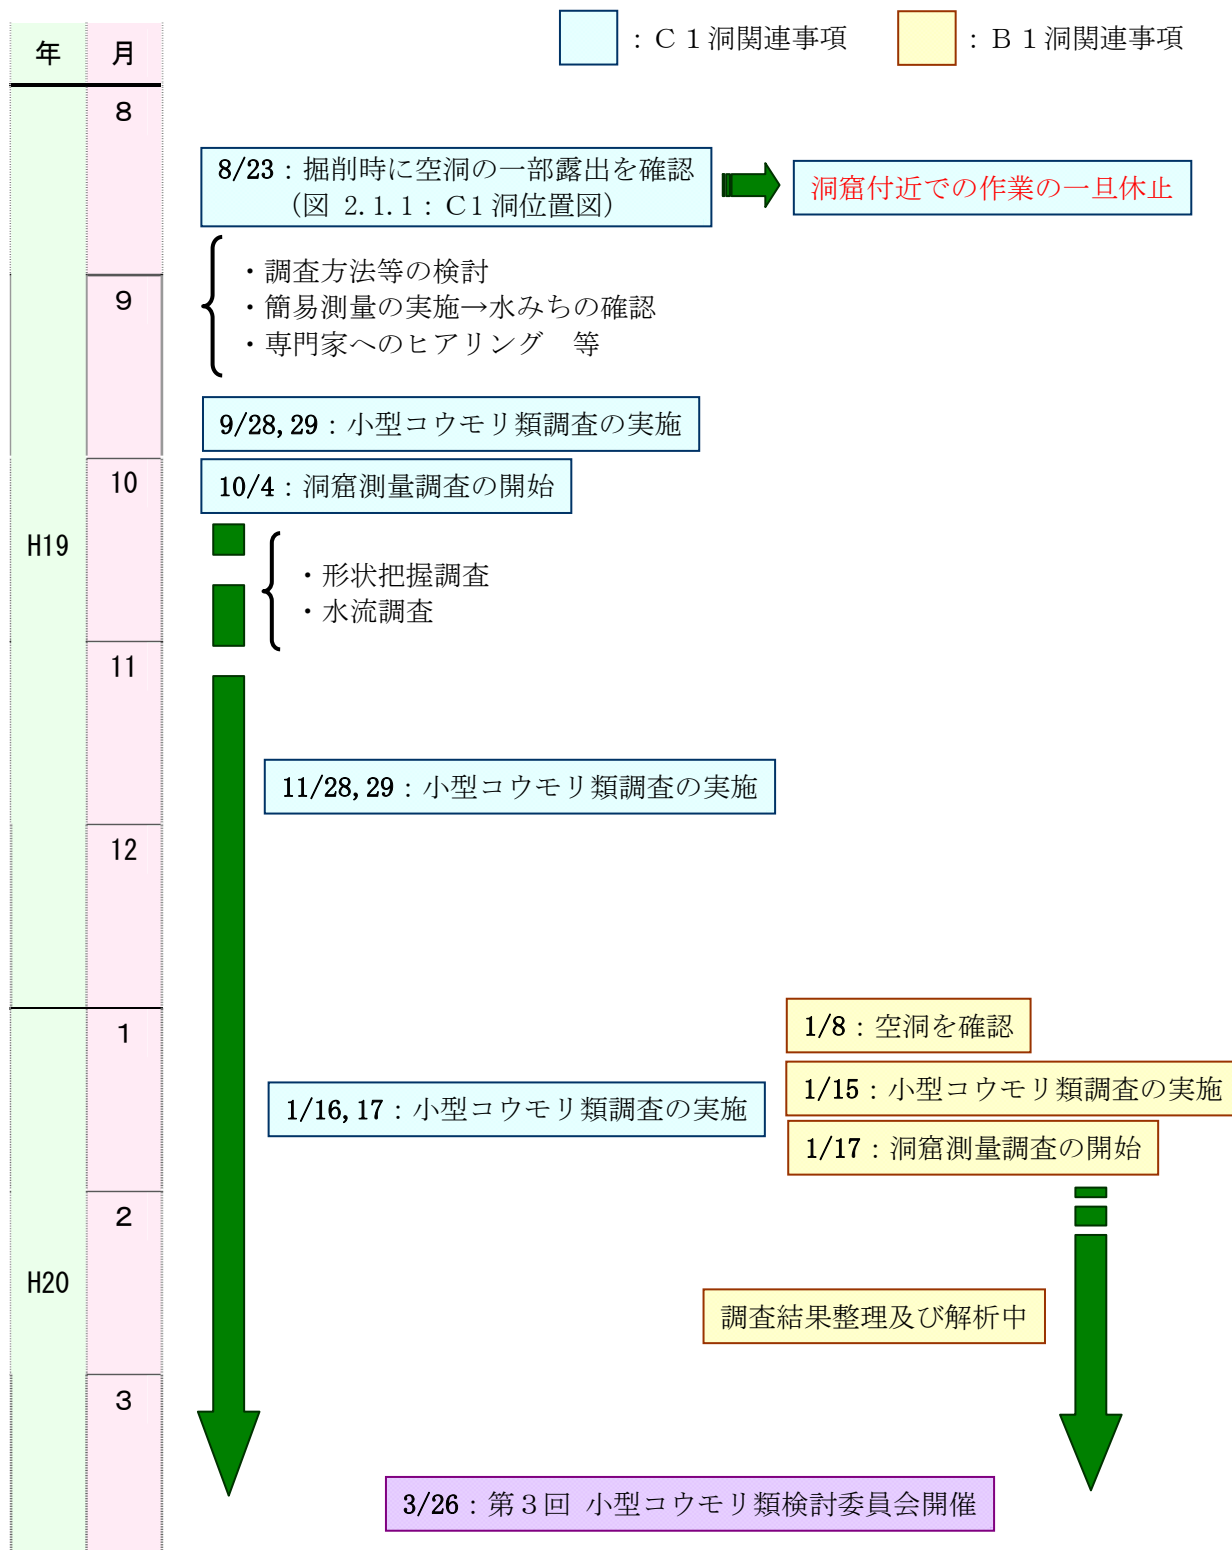 ：Ｃ１洞関連事項
：Ｂ１洞関連事項
年 月
8
8/23：掘削時に空洞の一部露出を確認
（図 2.1.1：C1洞位置図）
洞窟付近での作業の一旦休止
・調査方法等の検討
9
・簡易測量の実施→水みちの確認
・専門家へのヒアリング　等
9/28, 29：小型コウモリ類調査の実施
10
10/4：洞窟測量調査の開始
H19
・形状把握調査
・水流調査
11
11/28, 29：小型コウモリ類調査の実施
12
1
1/8：空洞を確認
1/15：小型コウモリ類調査の実施
1/16, 17：小型コウモリ類調査の実施
1/17：洞窟測量調査の開始
2
H20
調査結果整理及び解析中
3
3/26：第３回 小型コウモリ類検討委員会開催